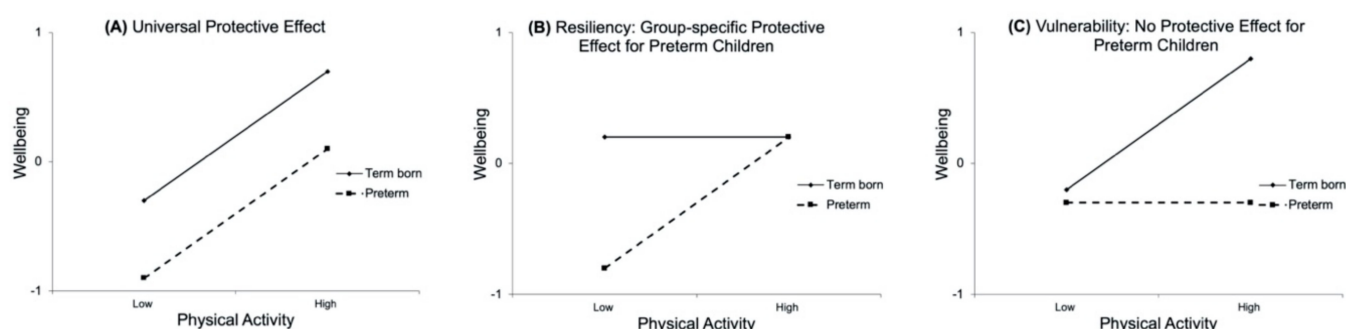 (A) Universal Protective Effect
1
0
-1
Wellbeing
Low
High
Physical Activity
Term born
Preterm
(B) Resiliency: Group-specific Protective
Effect for Preterm Children
1
0
-1
Wellbeing
Low
High
Physical Activity
Term born
Preterm
(C) Vulnerability: No Protective Effect for
Preterm Children
1
0
-1
Wellbeing
Low
High
Physical Activity
Term born
Preterm